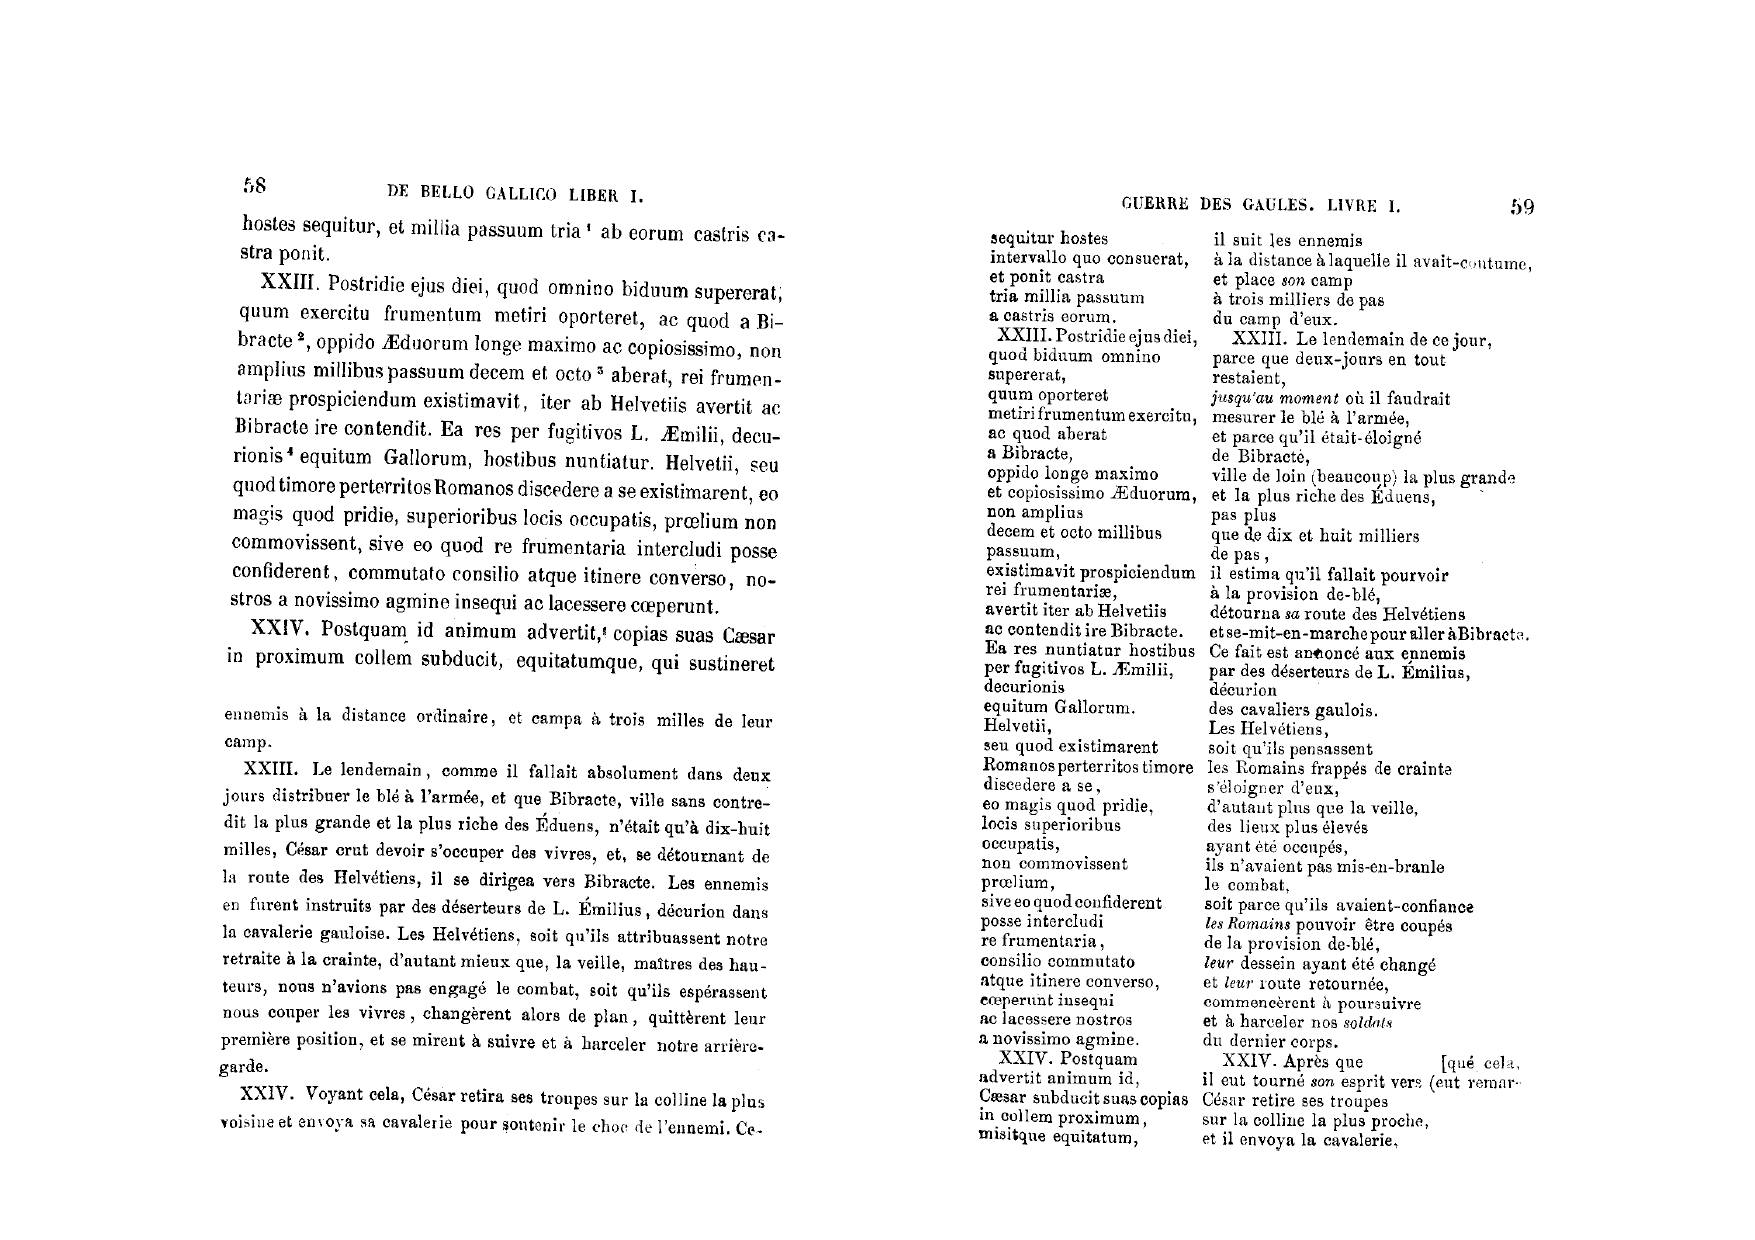 58
DE BELLO GALLICO LIBER I.
hostes sequitur, et millia passuum tria ¹ ab eorum castris ca-
stra ponit.
XXIII. Postridie ejus diei, quod omnino biduum supererat,
quum exercitu frumentum metiri oporteret, ac quod a Bi-
bracte ², oppido Æduorum longe maximo ac copiosissimo, non
amplius millibus passuum decem et octo ³ aberat, rei frumen-
tariæ prospiciendum existimavit, iter ab Helvetiis avertit ac
Bibracte ire contendit. Ea res per fugitivos L. Æmilii, decu-
rionis ⁴ equitum Gallorum, hostibus nuntiatur. Helvetii, seu
quod timore perterritos Romanos discedere a se existimarent, eo
magis quod pridie, superioribus locis occupatis, prœlium non
commovissent, sive eo quod re frumentaria intercludi posse
confiderent, commutato consilio atque itinere converso, no-
stros a novissimo agmine insequi ac lacessere cœperunt.
XXIV. Postquam id animum advertit, copias suas Cæsar
in proximum collem subducit, equitatumque, qui sustineret
ennemis à la distance ordinaire, et campa à trois milles de leur
camp.
XXIII. Le lendemain, comme il fallait absolument dans deux
jours distribuer le blé à l'armée, et que Bibracte, ville sans contre-
dit la plus grande et la plus riche des Éduens, n'était qu'à dix-huit
milles, César crut devoir s'occuper des vivres, et, se détournant de
la route des Helvétiens, il se dirigea vers Bibracte. Les ennemis
en furent instruits par des déserteurs de L. Émilius, décurion dans
la cavalerie gauloise. Les Helvétiens, soit qu'ils attribuassent notre
retraite à la crainte, d'autant mieux que, la veille, maîtres des hau-
teurs, nous n'avions pas engagé le combat, soit qu'ils espérassent
nous couper les vivres, changèrent alors de plan, quittèrent leur
première position, et se mirent à suivre et à harceler notre arrière-
garde.
XXIV. Voyant cela, César retira ses troupes sur la colline la plus
voisine et envoya sa cavalerie pour soutenir le choc de l'ennemi. Ce-
GUERRE DES GAULES. LIVRE I.
59
sequitur hostes
intervallo quo consuerat,
et ponit castra
tria millia passuum
a castris eorum.
XXIII. Postridie ejus diei,
quod biduum omnino
supererat,
quum oporteret
metiri frumentum exercitu,
ac quod aberat
a Bibracte,
oppido longe maximo
et copiosissimo Æduorum,
non amplius
decem et octo millibus
passuum,
existimavit prospiciendum
rei frumentariæ,
avertit iter ab Helvetiis
ac contendit ire Bibracte.
Ea res nuntiatur hostibus
per fugitivos L. Æmilii,
decurionis
equitum Gallorum.
Helvetii,
seu quod existimarent
Romanos perterritos timore
discedere a se,
eo magis quod pridie,
locis superioribus
occupatis,
non commovissent
prœlium,
sive eo quod confiderent
posse intercludi
re frumentaria,
consilio commutato
atque itinere converso,
cœperunt insequi
ac lacessere nostros
a novissimo agmine.
XXIV. Postquam
advertit animum id,
Cæsar subducit suas copias
in collem proximum,
misitque equitatum,
il suit les ennemis
à la distance à laquelle il avait-coutume,
et place son camp
à trois milliers de pas
du camp d'eux.
XXIII. Le lendemain de ce jour,
parce que deux-jours en tout
restaient,
jusqu'au moment où il faudrait
mesurer le blé à l'armée,
et parce qu'il était-éloigné
de Bibracté,
ville de loin (beaucoup) la plus grande
et la plus riche des Éduens,
pas plus
que de dix et huit milliers
de pas,
il estima qu'il fallait pourvoir
à la provision de-blé,
détourna sa route des Helvétiens
et se-mit-en-marche pour aller à Bibracte.
Ce fait est annoncé aux ennemis
par des déserteurs de L. Émilius,
décurion
des cavaliers gaulois.
Les Helvétiens,
soit qu'ils pensassent
les Romains frappés de crainte
s'éloigner d'eux,
d'autant plus que la veille,
des lieux plus élevés
ayant été occupés,
ils n'avaient pas mis-en-branle
le combat,
soit parce qu'ils avaient-confiance
les Romains pouvoir être coupés
de la provision de-blé,
leur dessein ayant été changé
et leur route retournée,
commencèrent à poursuivre
et à harceler nos soldats
du dernier corps.
XXIV. Après que [qué cela,
il eut tourné son esprit vers (eut remar-
César retire ses troupes
sur la colline la plus proche,
et il envoya la cavalerie,